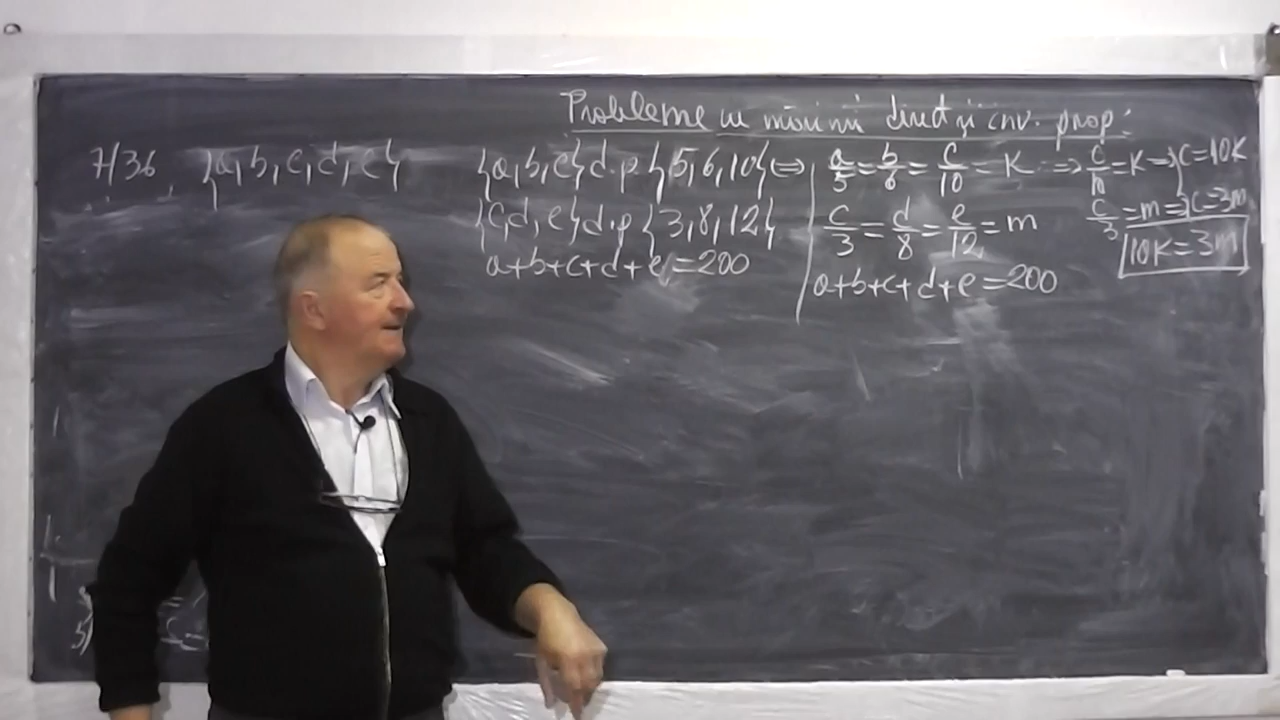 Probleme cu mărimi direct și inv. prop:
7/36 {a,b,c,d,e}
{a,b,c}d.p{5,6,10}⇔
{c,d,e}d.p{3,8,12}
a+b+c+d+e=200
a/5=b/6=c/10=K ⇒ c/10=K ⇒ c=10K
c/3=d/8=e/12=m
c/3=m⇒c=3m
10K=3m
a+b+c+d+e=200